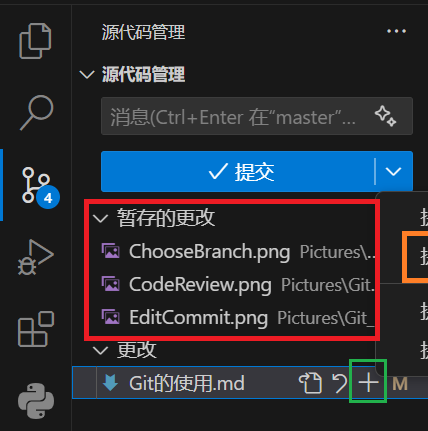 源代码管理
源代码管理
消息(Ctrl+Enter 在"master"...
提交
暂存的更改
ChooseBranch.png Pictures\...
CodeReview.png Pictures\Git...
EditCommit.png Pictures\Git_
更改
Git的使用.md M
4